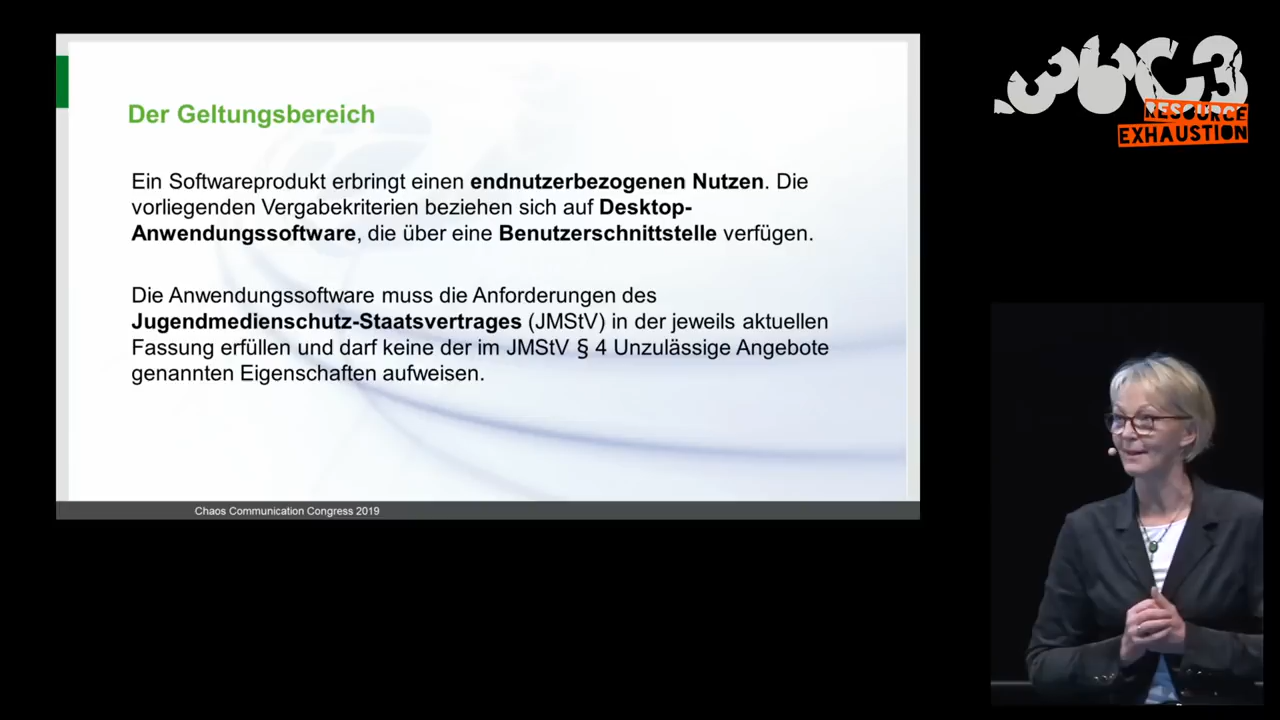 36C3
RESOURCE
EXHAUSTION
Der Geltungsbereich
Ein Softwareprodukt erbringt einen endnutzerbezogenen Nutzen. Die
vorliegenden Vergabekriterien beziehen sich auf Desktop-
Anwendungssoftware, die über eine Benutzerschnittstelle verfügen.
Die Anwendungssoftware muss die Anforderungen des
Jugendmedienschutz-Staatsvertrages (JMStV) in der jeweils aktuellen
Fassung erfüllen und darf keine der im JMStV § 4 Unzulässige Angebote
genannten Eigenschaften aufweisen.
Chaos Communication Congress 2019